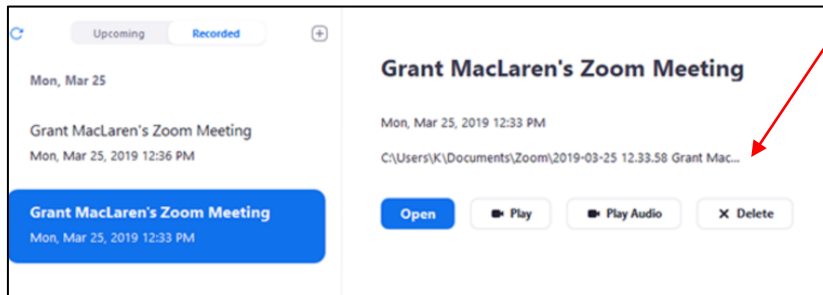 Upcoming Recorded
Mon, Mar 25
Grant MacLaren's Zoom Meeting
Mon, Mar 25, 2019 12:36 PM
Grant MacLaren's Zoom Meeting
Mon, Mar 25, 2019 12:33 PM
Grant MacLaren's Zoom Meeting
Mon, Mar 25, 2019 12:33 PM
C:\Users\K\Documents\Zoom\2019-03-25 12.33.58 Grant Mac...
Open Play Play Audio Delete